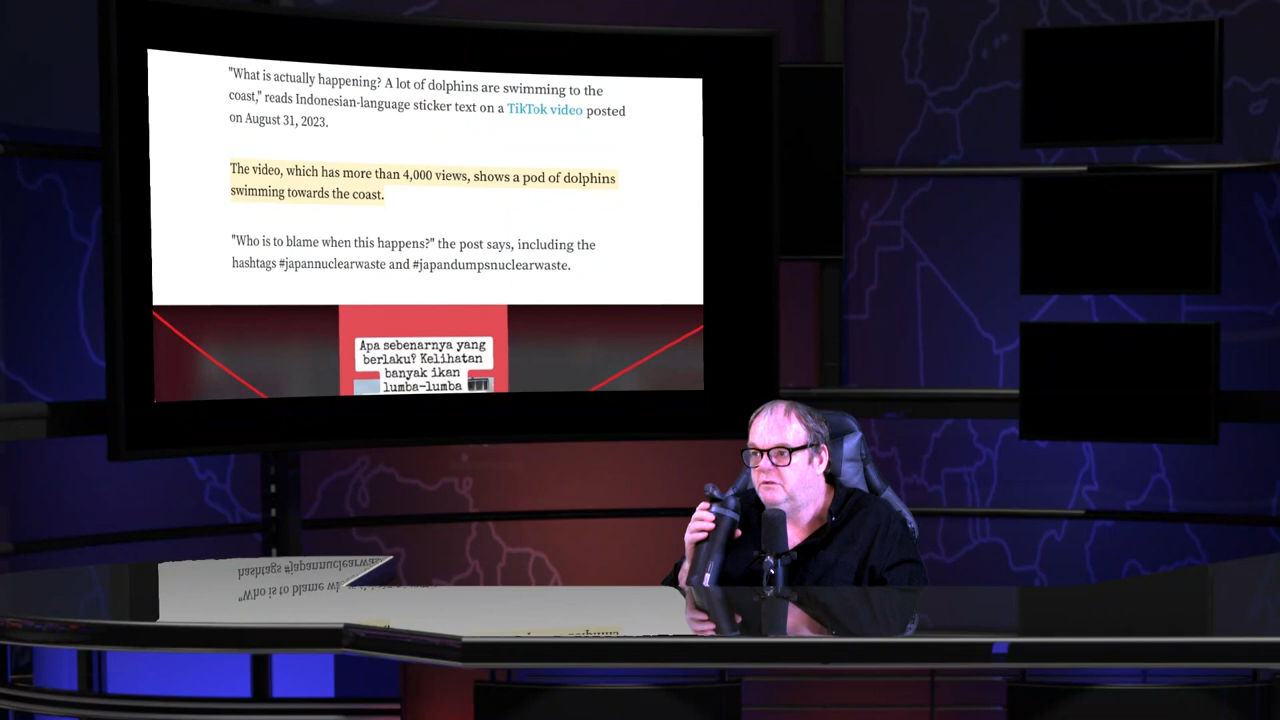 "What is actually happening? A lot of dolphins are swimming to the
coast," reads Indonesian-language sticker text on a TikTok video posted
on August 31, 2023.
The video, which has more than 4,000 views, shows a pod of dolphins
swimming towards the coast.
"Who is to blame when this happens?" the post says, including the
hashtags #japannuclearwaste and #japandumpsnuclearwaste.
Apa sebenarnya yang
berlaku? Kelihatan
banyak ikan
lumba-lumba